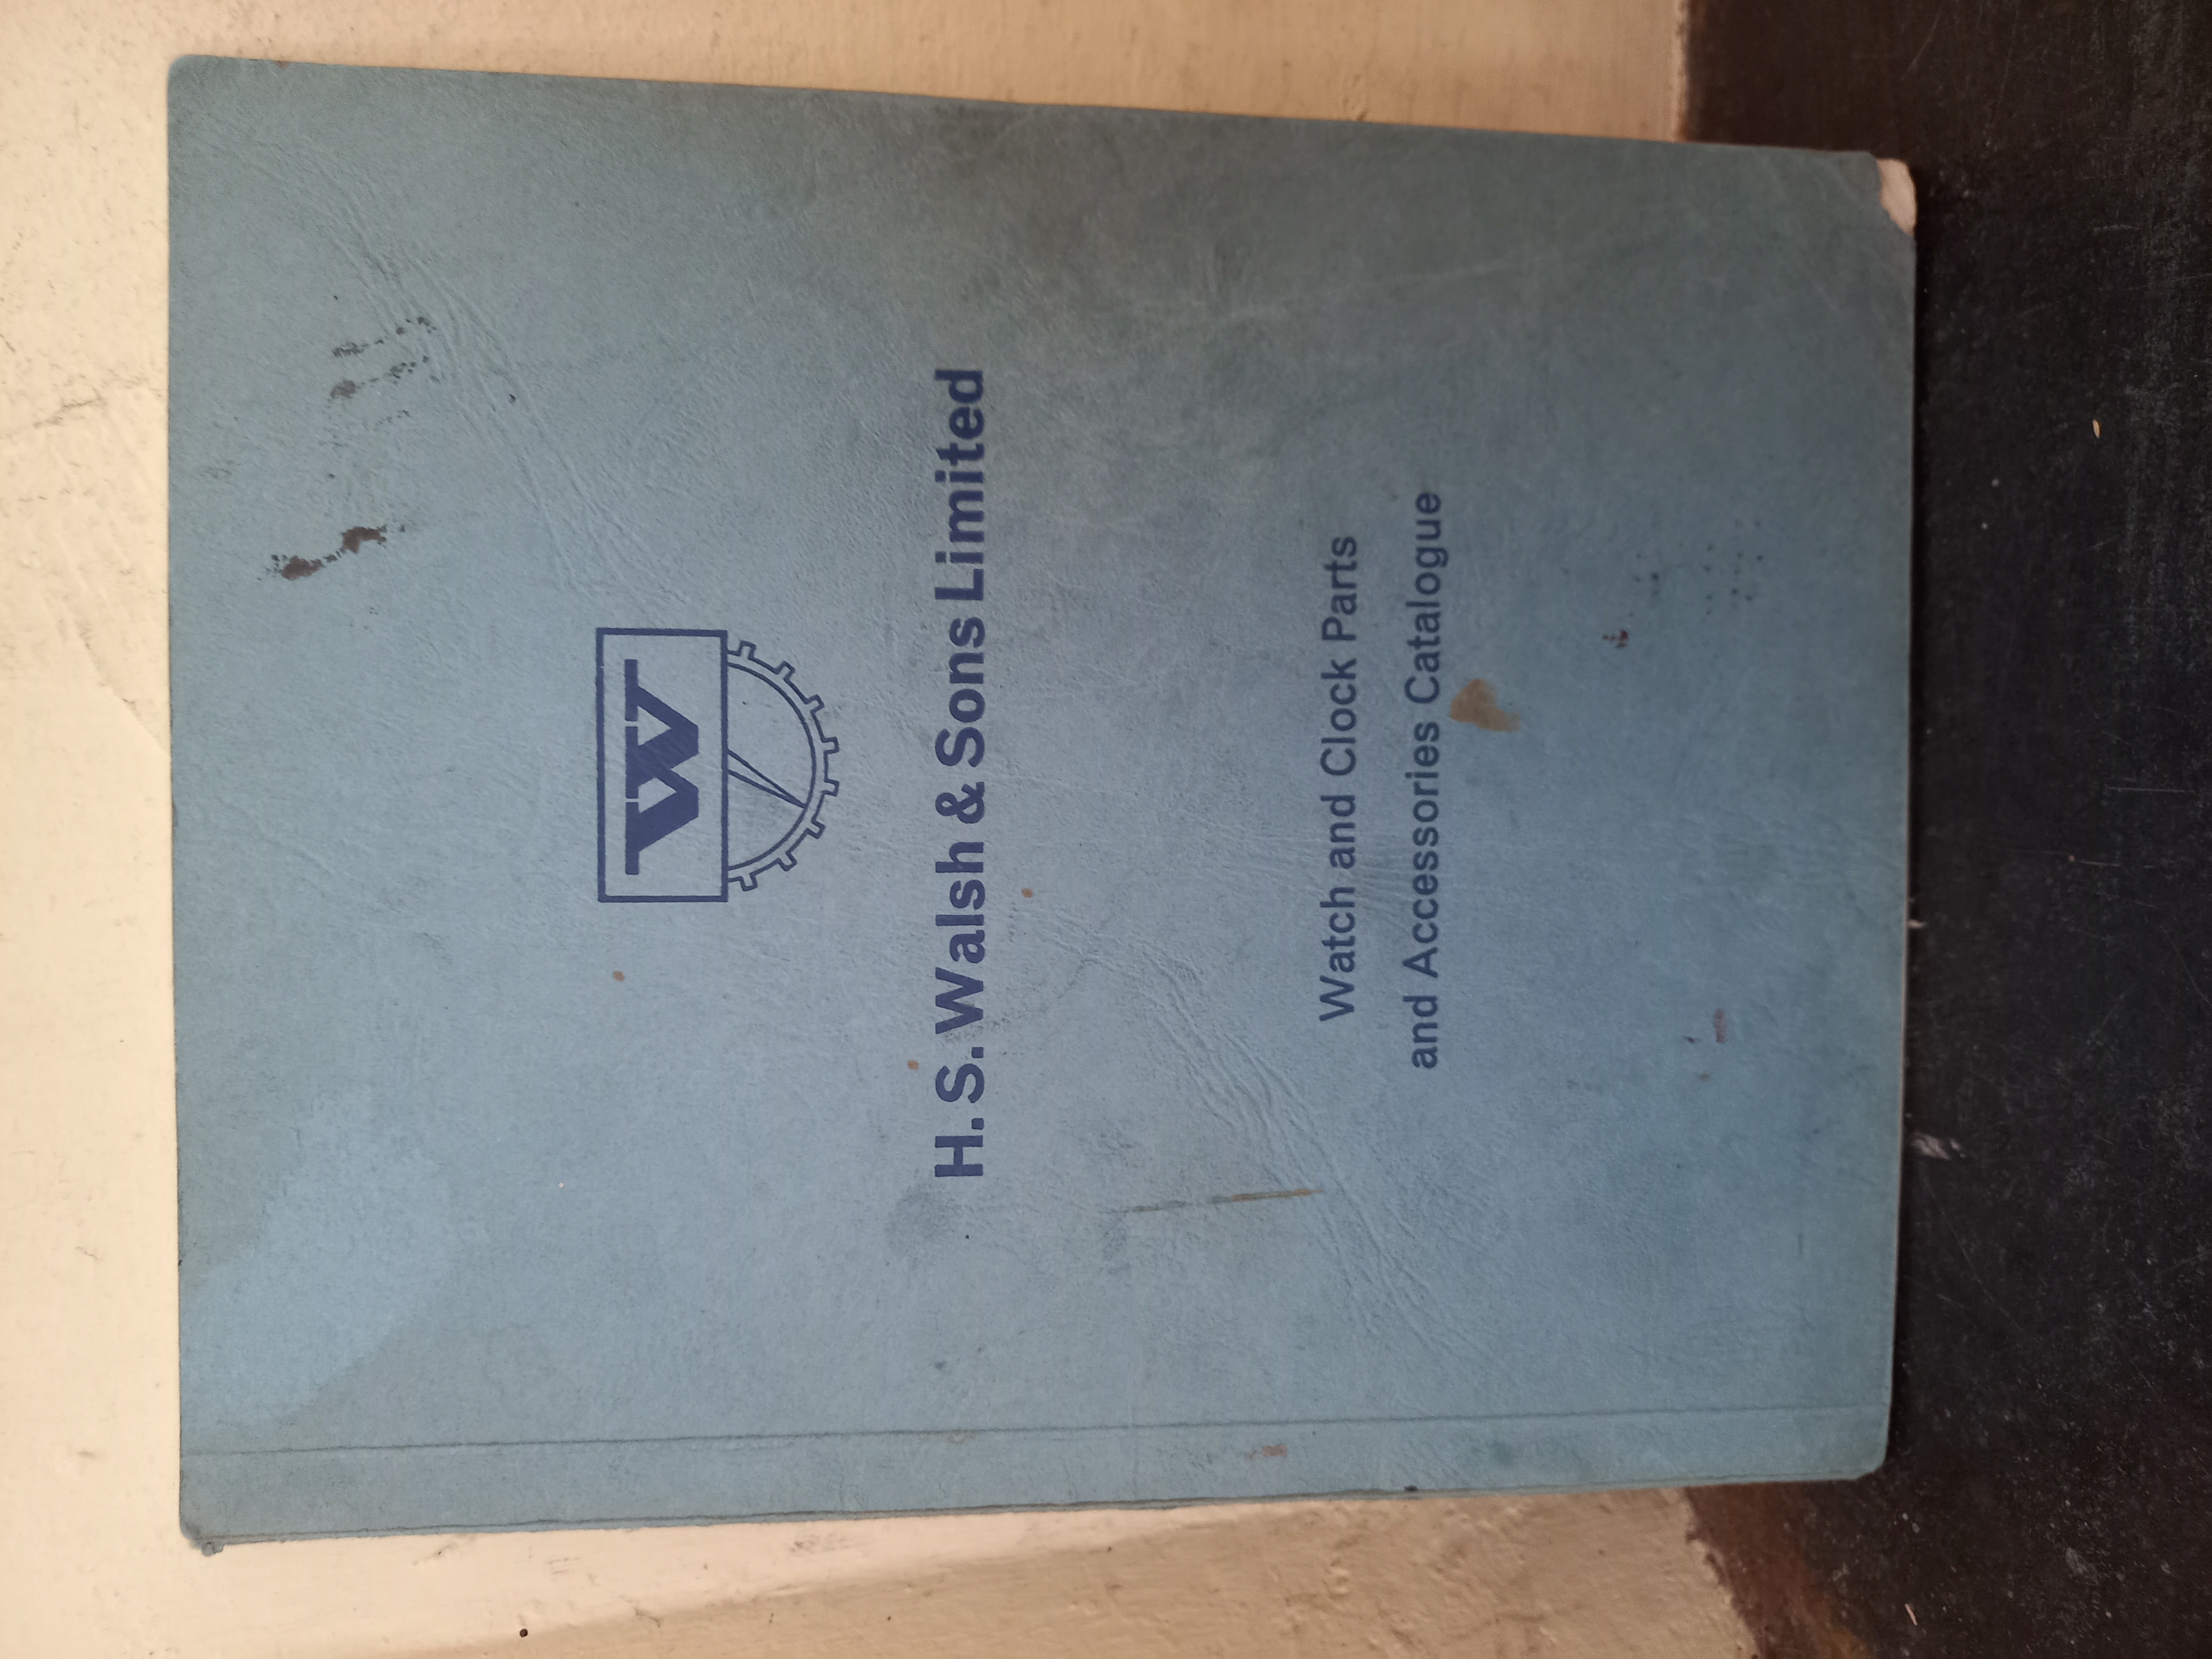 W
H. S. Walsh & Sons Limited
Watch and Clock Parts
and Accessories Catalogue